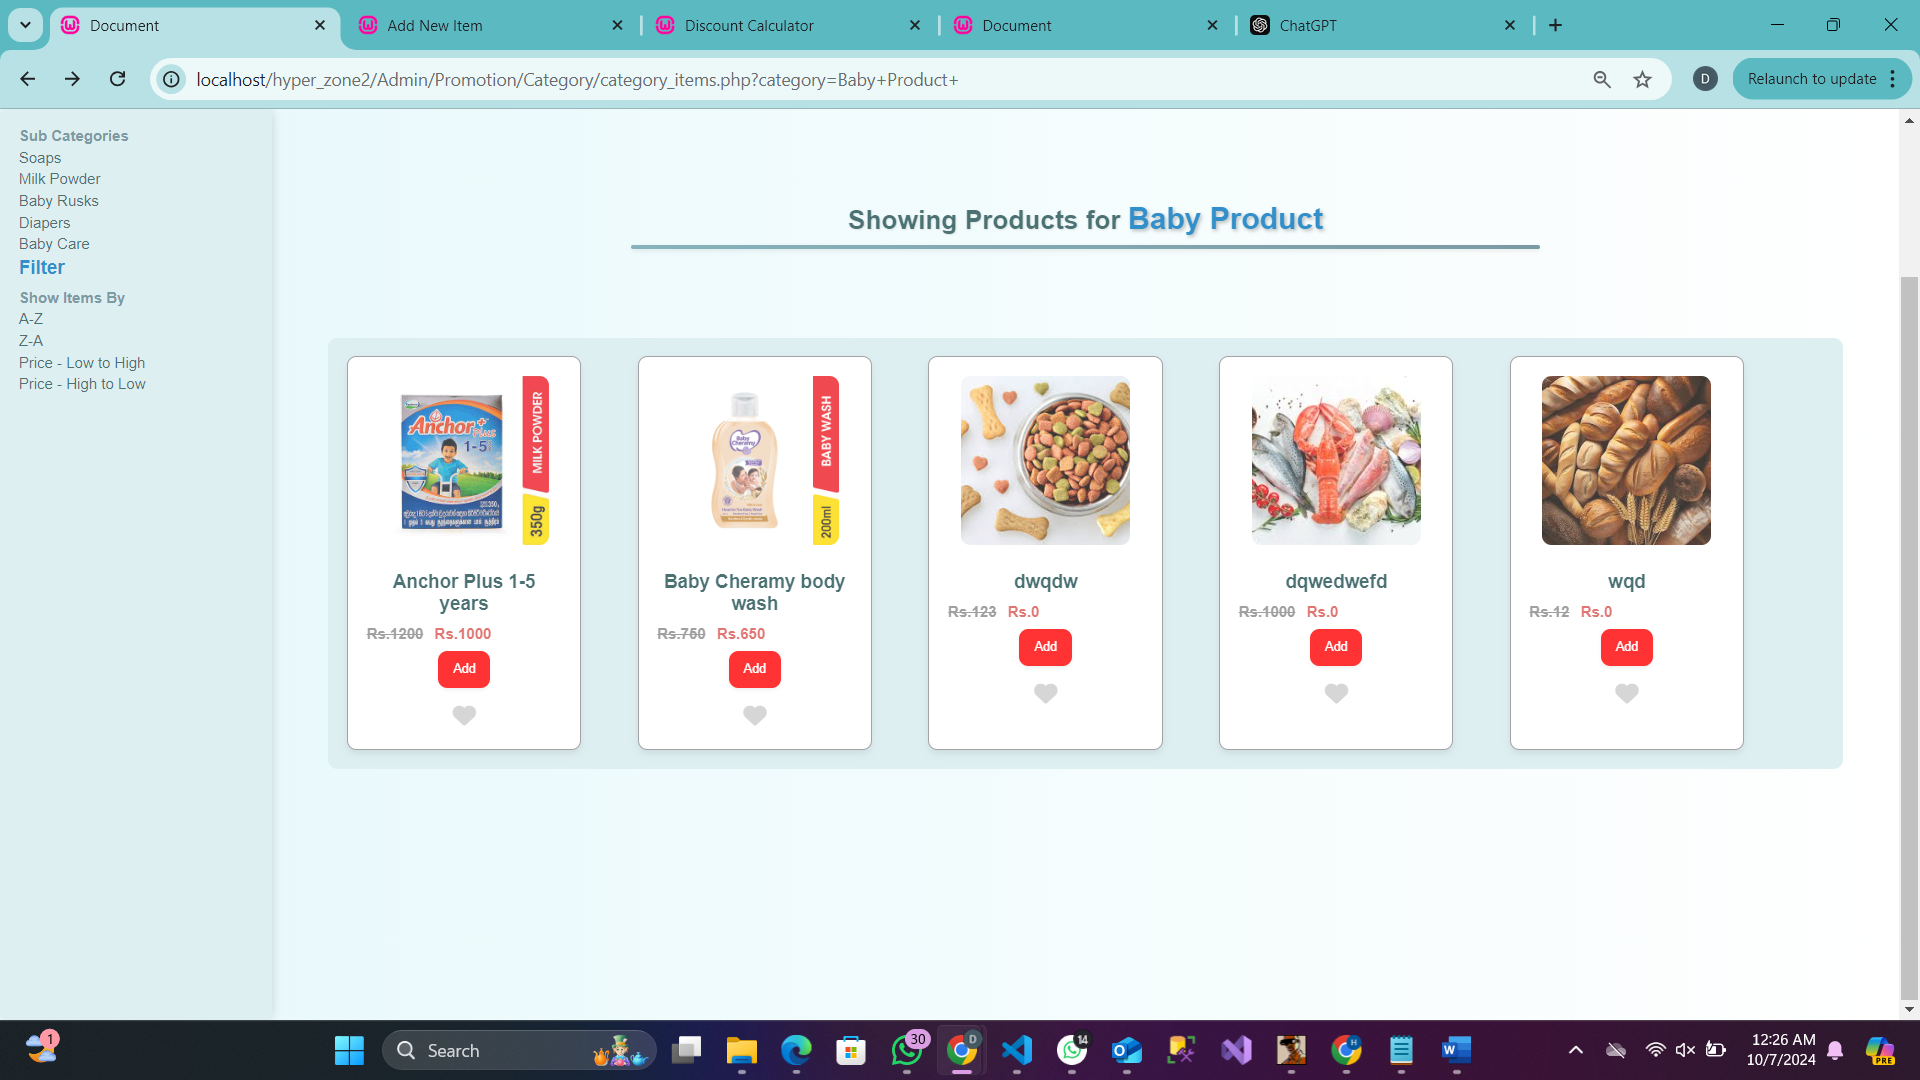 Document
Add New Item
Discount Calculator
Document
ChatGPT
localhost/hyper_zone2/Admin/Promotion/Category/category_items.php?category=Baby+Product+
D
Relaunch to update
Sub Categories
Soaps
Milk Powder
Baby Rusks
Diapers
Baby Care
Filter
Show Items By
A-Z
Z-A
Price - Low to High
Price - High to Low
Showing Products for Baby Product
Anchor+
Plus
1-5
MILK POWDER
350g
Anchor Plus 1-5
years
Rs.1200 Rs.1000
Add
Baby
Cheramy
BABY WASH
200ml
Baby Cheramy body
wash
Rs.750 Rs.650
Add
dwqdw
Rs.123 Rs.0
Add
dqwedwefd
Rs.1000 Rs.0
Add
wqd
Rs.12 Rs.0
Add
1
Search
30
D
14
12:26 AM
10/7/2024
PRE